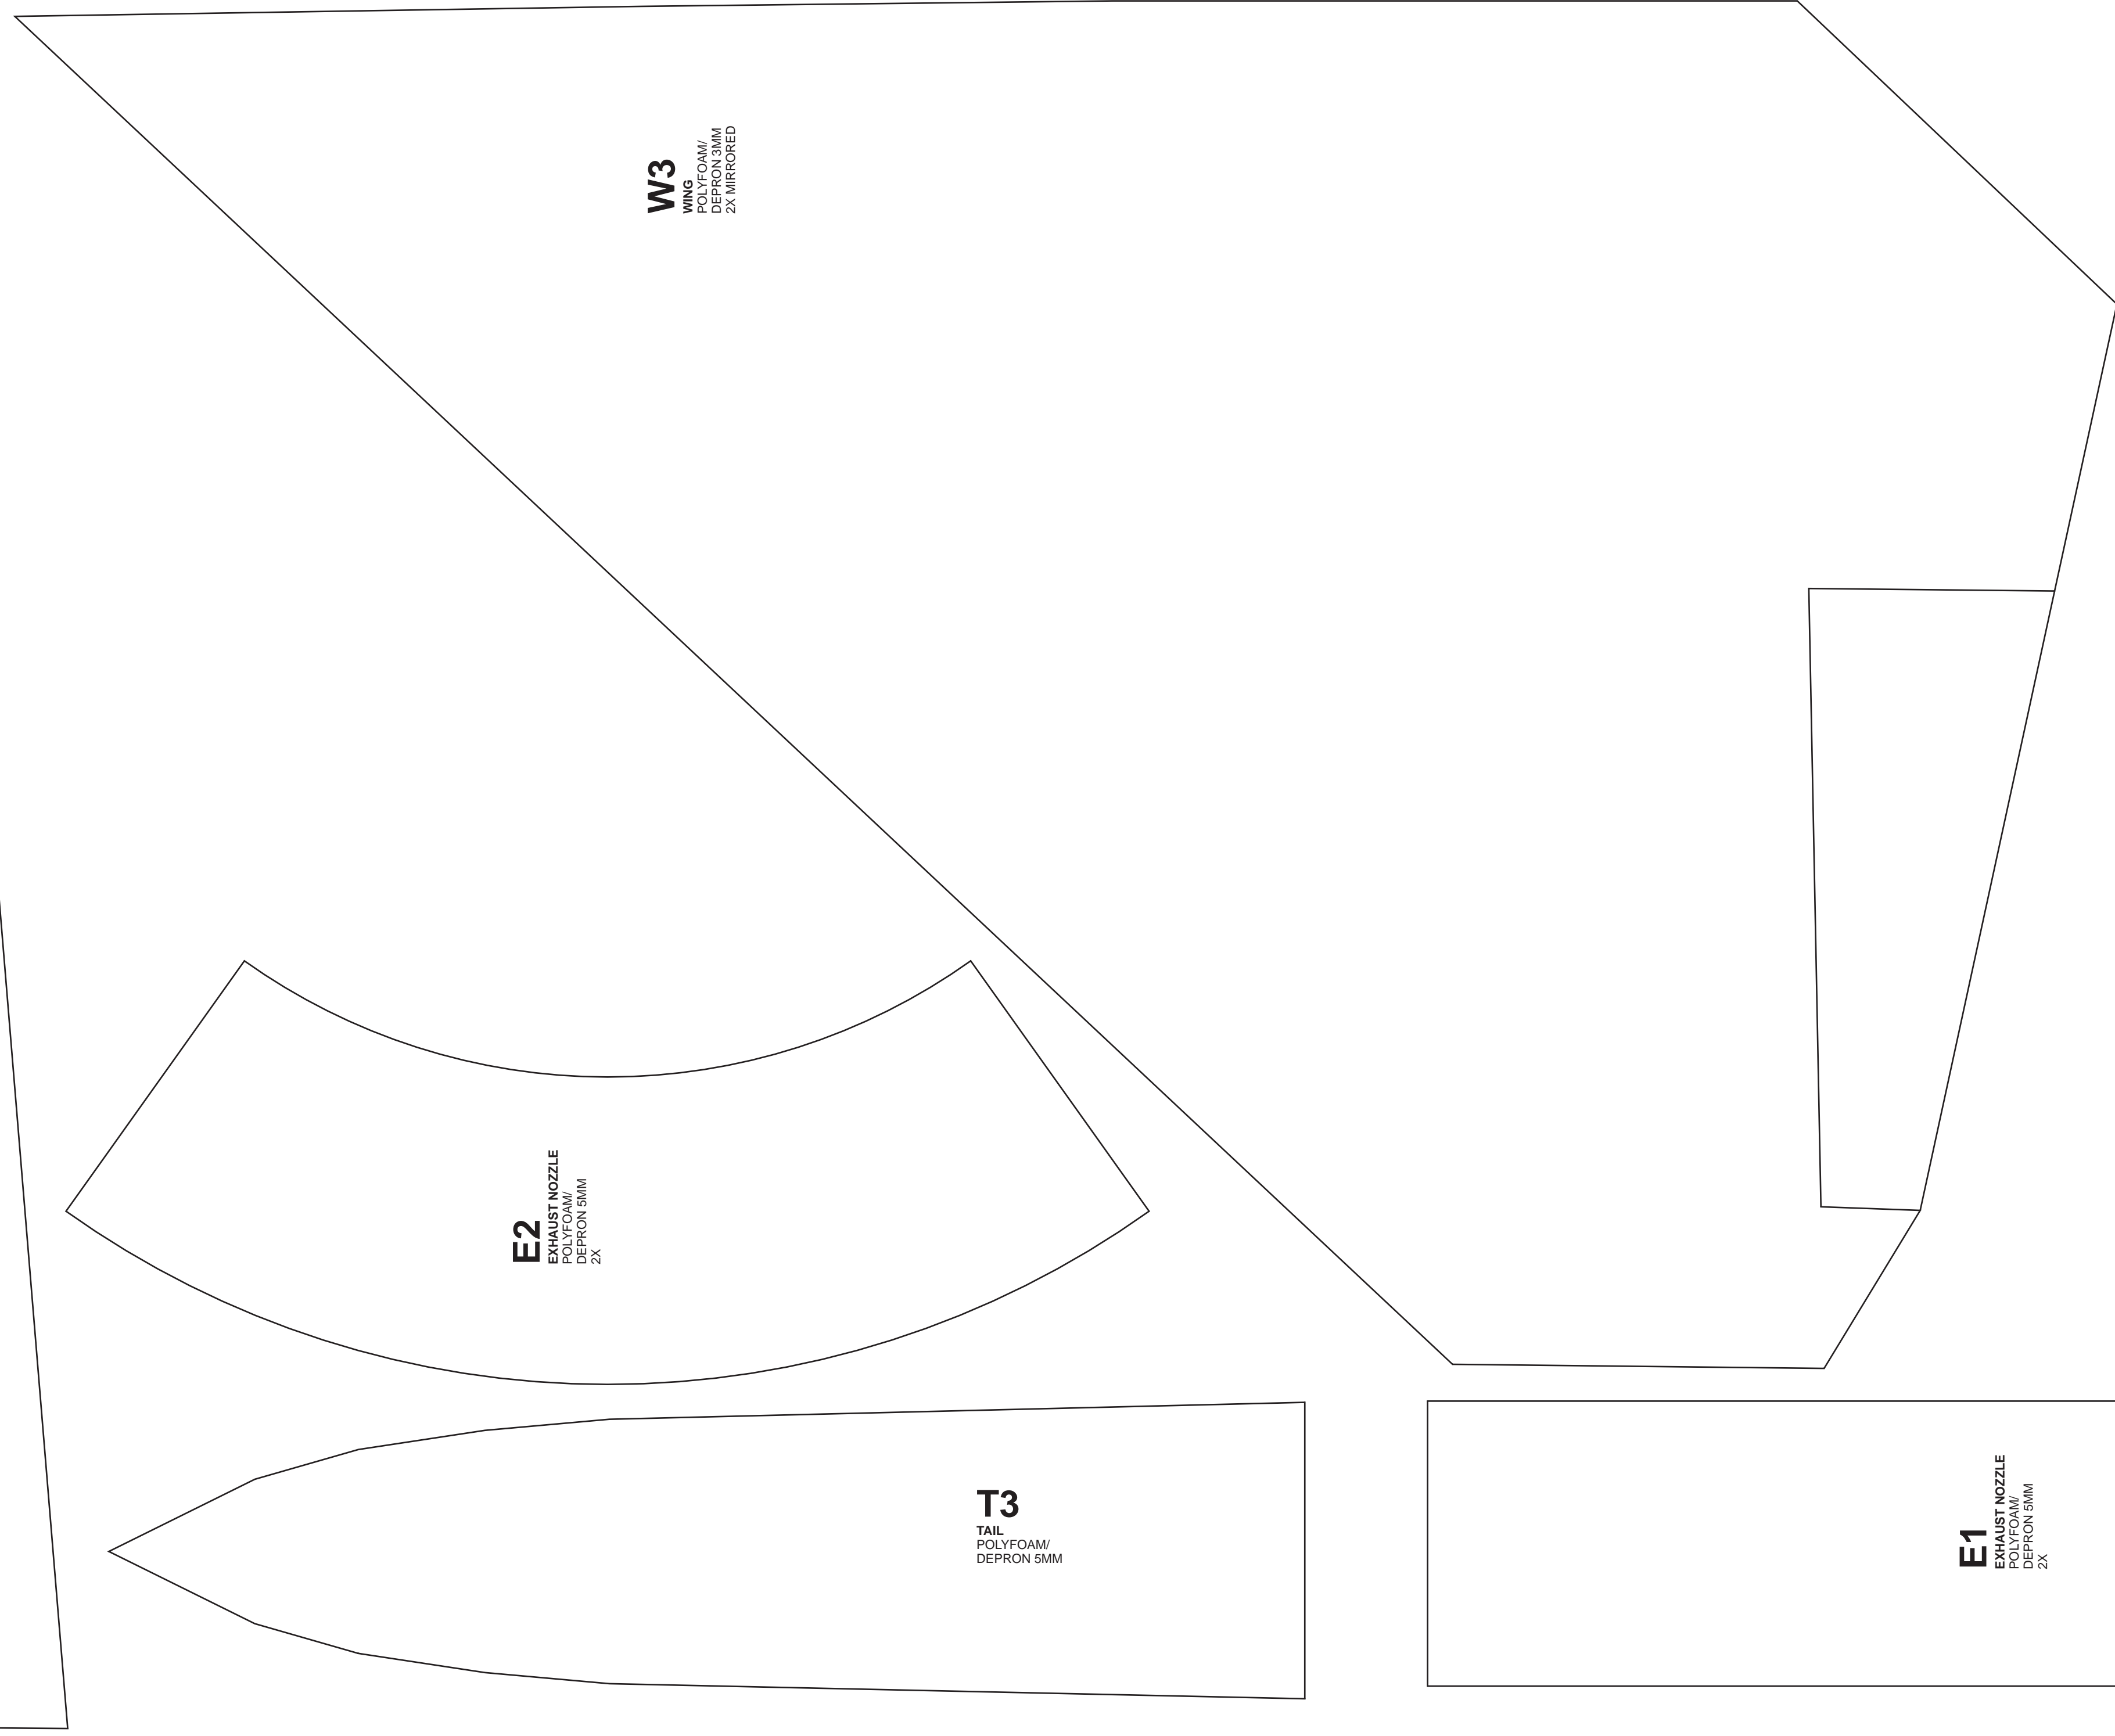 W3
WING
POLYFOAM/
DEPRON 3MM
2X MIRRORED
E2
EXHAUST NOZZLE
POLYFOAM/
DEPRON 5MM
2X
T3
TAIL
POLYFOAM/
DEPRON 5MM
E1
EXHAUST NOZZLE
POLYFOAM/
DEPRON 5MM
2X